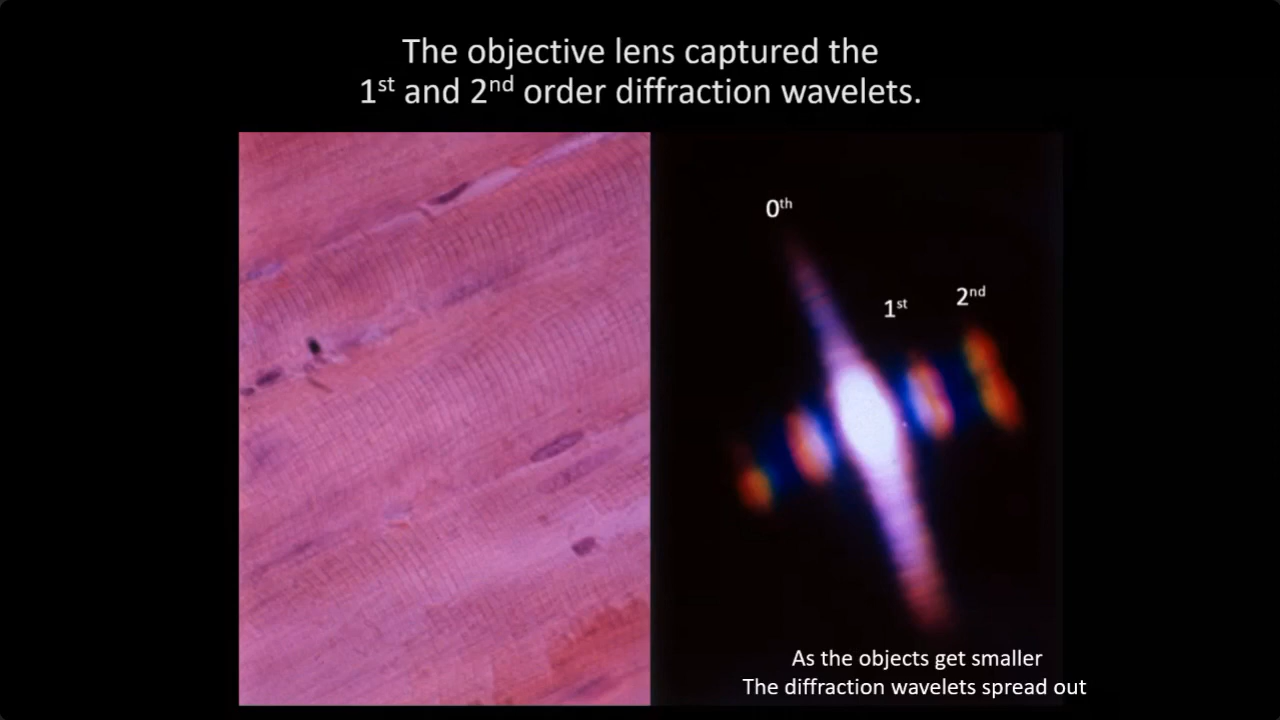 The objective lens captured the
1st and 2nd order diffraction wavelets.
0th
1st
2nd
As the objects get smaller
The diffraction wavelets spread out